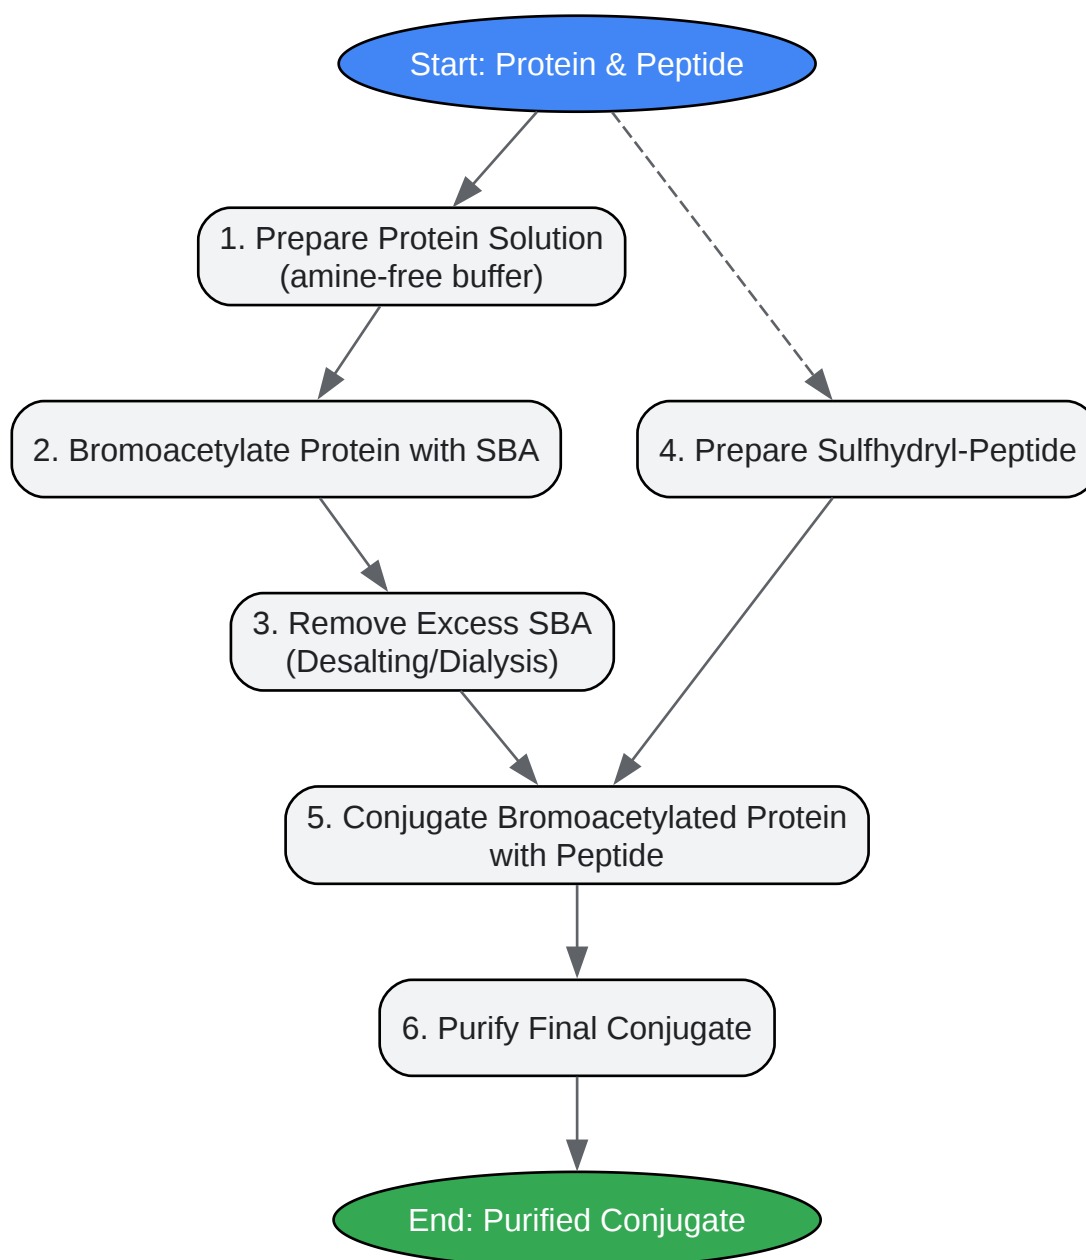 Start: Protein & Peptide
1. Prepare Protein Solution
(amine-free buffer)
2. Bromoacetylate Protein with SBA
4. Prepare Sulfhydryl-Peptide
3. Remove Excess SBA
(Desalting/Dialysis)
5. Conjugate Bromoacetylated Protein
with Peptide
6. Purify Final Conjugate
End: Purified Conjugate